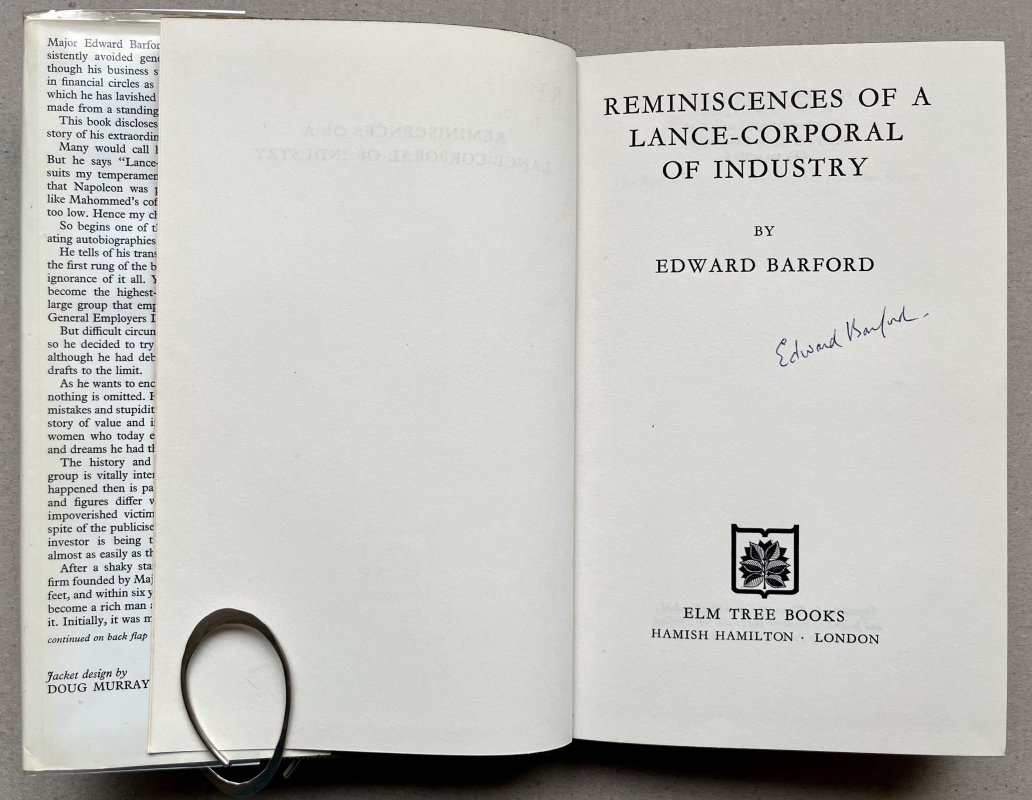 Major Edward Barfor
sistently avoided gene
though his business s
in financial circles as
which he has lavished
made from a standing
This book discloses
story of his extraordin
Many would call h
But he says "Lance-
suits my temperamen
that Napoleon was p
like Mahommed's cof
too low. Hence my ch
So begins one of t
ating autobiographies
He tells of his trans
the first rung of the b
ignorance of it all. Y
become the highest-
large group that emp
General Employers I
But difficult circun
so he decided to try
although he had deb
drafts to the limit.
As he wants to enc
nothing is omitted. H
mistakes and stupidit
story of value and i
women who today e
and dreams he had th
The history and
group is vitally inter
happened then is pa
and figures differ v
impoverished victim
spite of the publicise
investor is being t
almost as easily as th
After a shaky sta
firm founded by Maj
feet, and within six y
become a rich man a
it. Initially, it was m
continued on back flap
Jacket design by
DOUG MURRAY
REMINISCENCES OF A
LANCE-CORPORAL OF INDUSTRY
REMINISCENCES OF A
LANCE-CORPORAL
OF INDUSTRY
BY
EDWARD BARFORD
Edward Barford.
ELM TREE BOOKS
HAMISH HAMILTON · LONDON